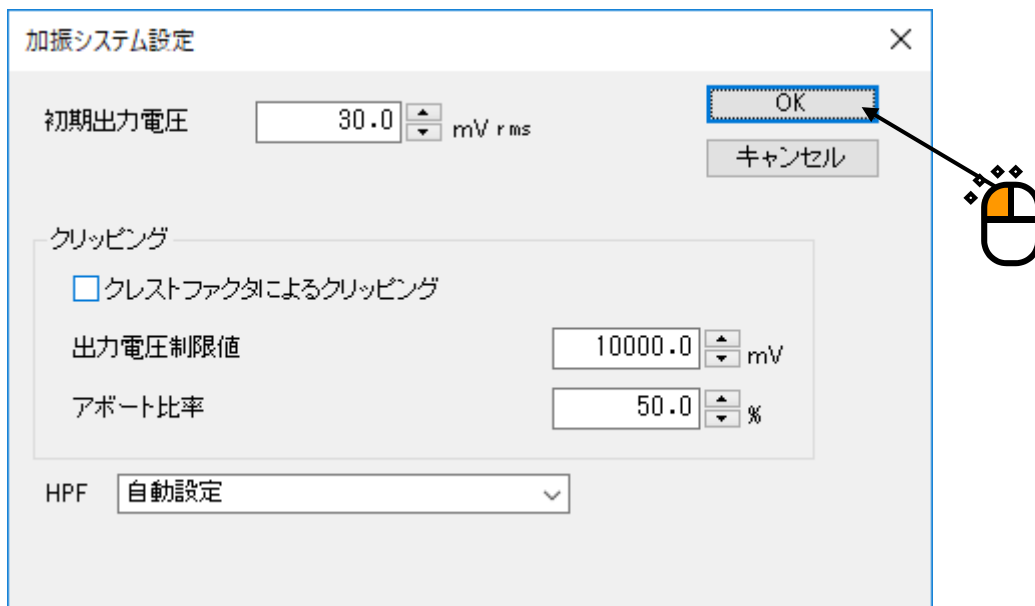 加振システム設定
初期出力電圧 30.0 mV rms
OK
キャンセル
クリッピング
クレストファクタによるクリッピング
出力電圧制限値 10000.0 mV
アボート比率 50.0 %
HPF 自動設定